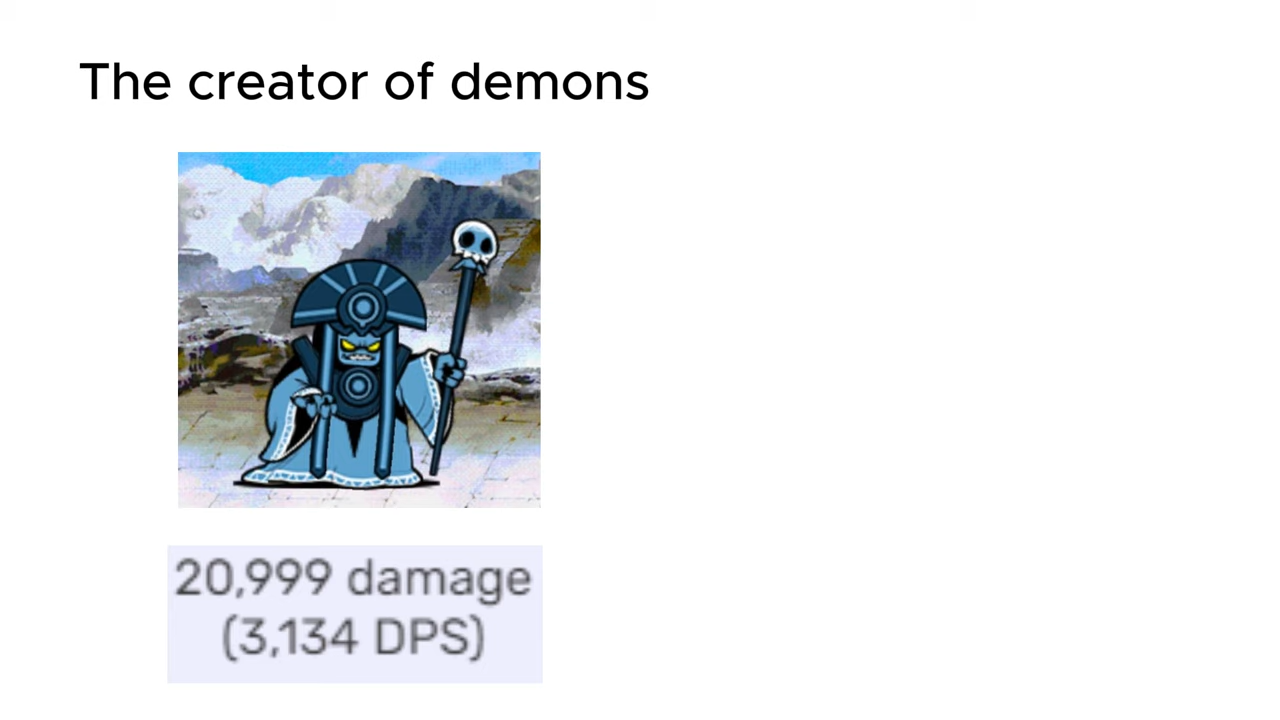 The creator of demons
20,999 damage
(3,134 DPS)